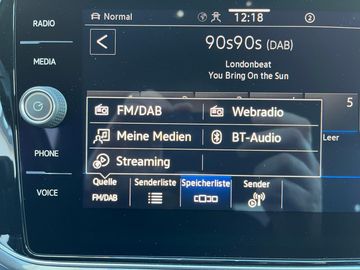 RADIO
Normal
12:18
2
MEDIA
90s90s (DAB)
Londonbeat
You Bring On the Sun
FM/DAB
Webradio
5
Meine Medien
BT-Audio
Leer
PHONE
Streaming
VOICE
Quelle
Senderliste
Speicherliste
Sender
FM/DAB